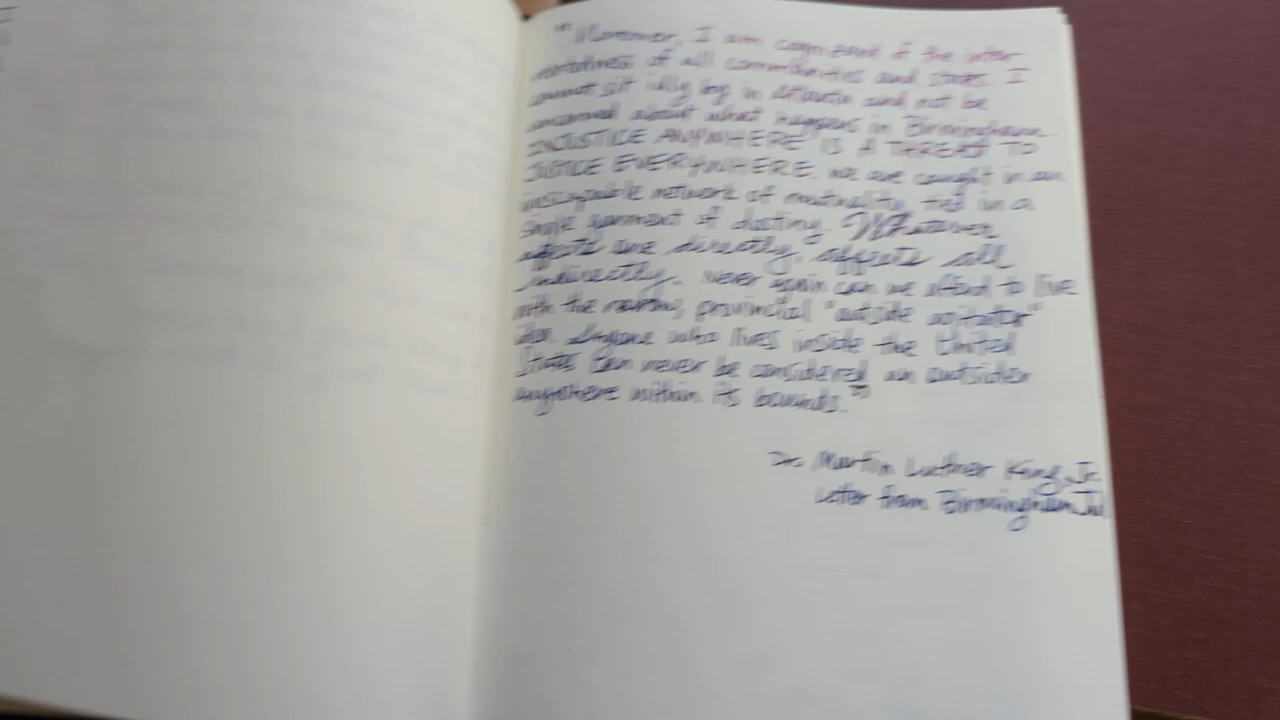 "Moreover, I am cognizant of the inter
relatedness of all communities and states. I
cannot sit idly by in Atlanta and not be
concerned about what happens in Birmingham.
INJUSTICE ANYWHERE IS A THREAT TO
JUSTICE EVERYWHERE. We are caught in an
inescapable network of mutuality, tied in a
single garment of destiny. Whatever
affects one directly, affects all
indirectly. Never again can we afford to live
with the narrow, provincial "outside agitator"
idea. Anyone who lives inside the United
States can never be considered an outsider
anywhere within its bounds."
Dr. Martin Luther King, Jr.
Letter from Birmingham Jail